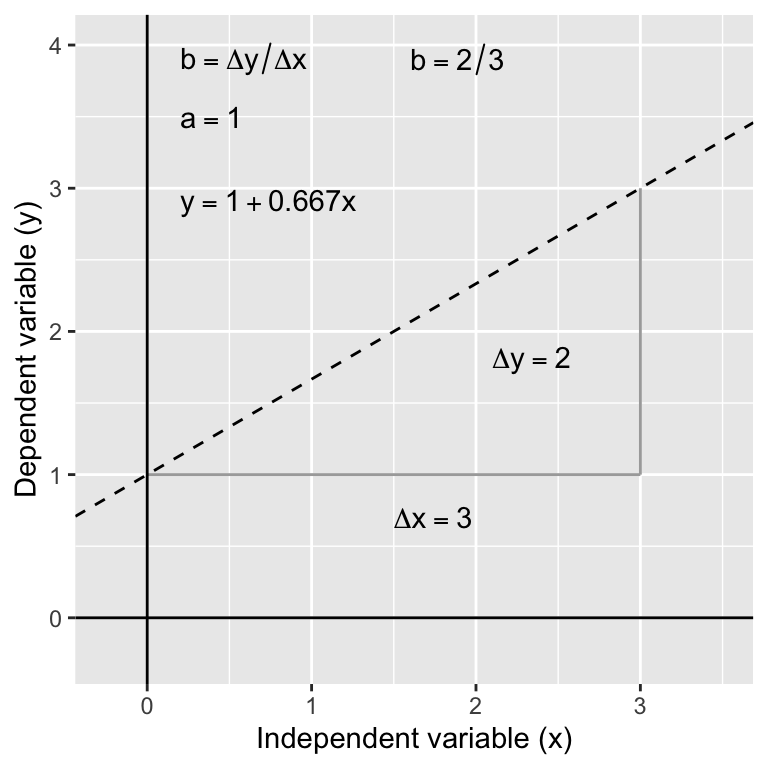 b = Δy/Δx
b = 2/3
a = 1
y = 1 + 0.667x
Δy = 2
Δx = 3
4
3
2
1
0
Dependent variable (y)
0 1 2 3
Independent variable (x)